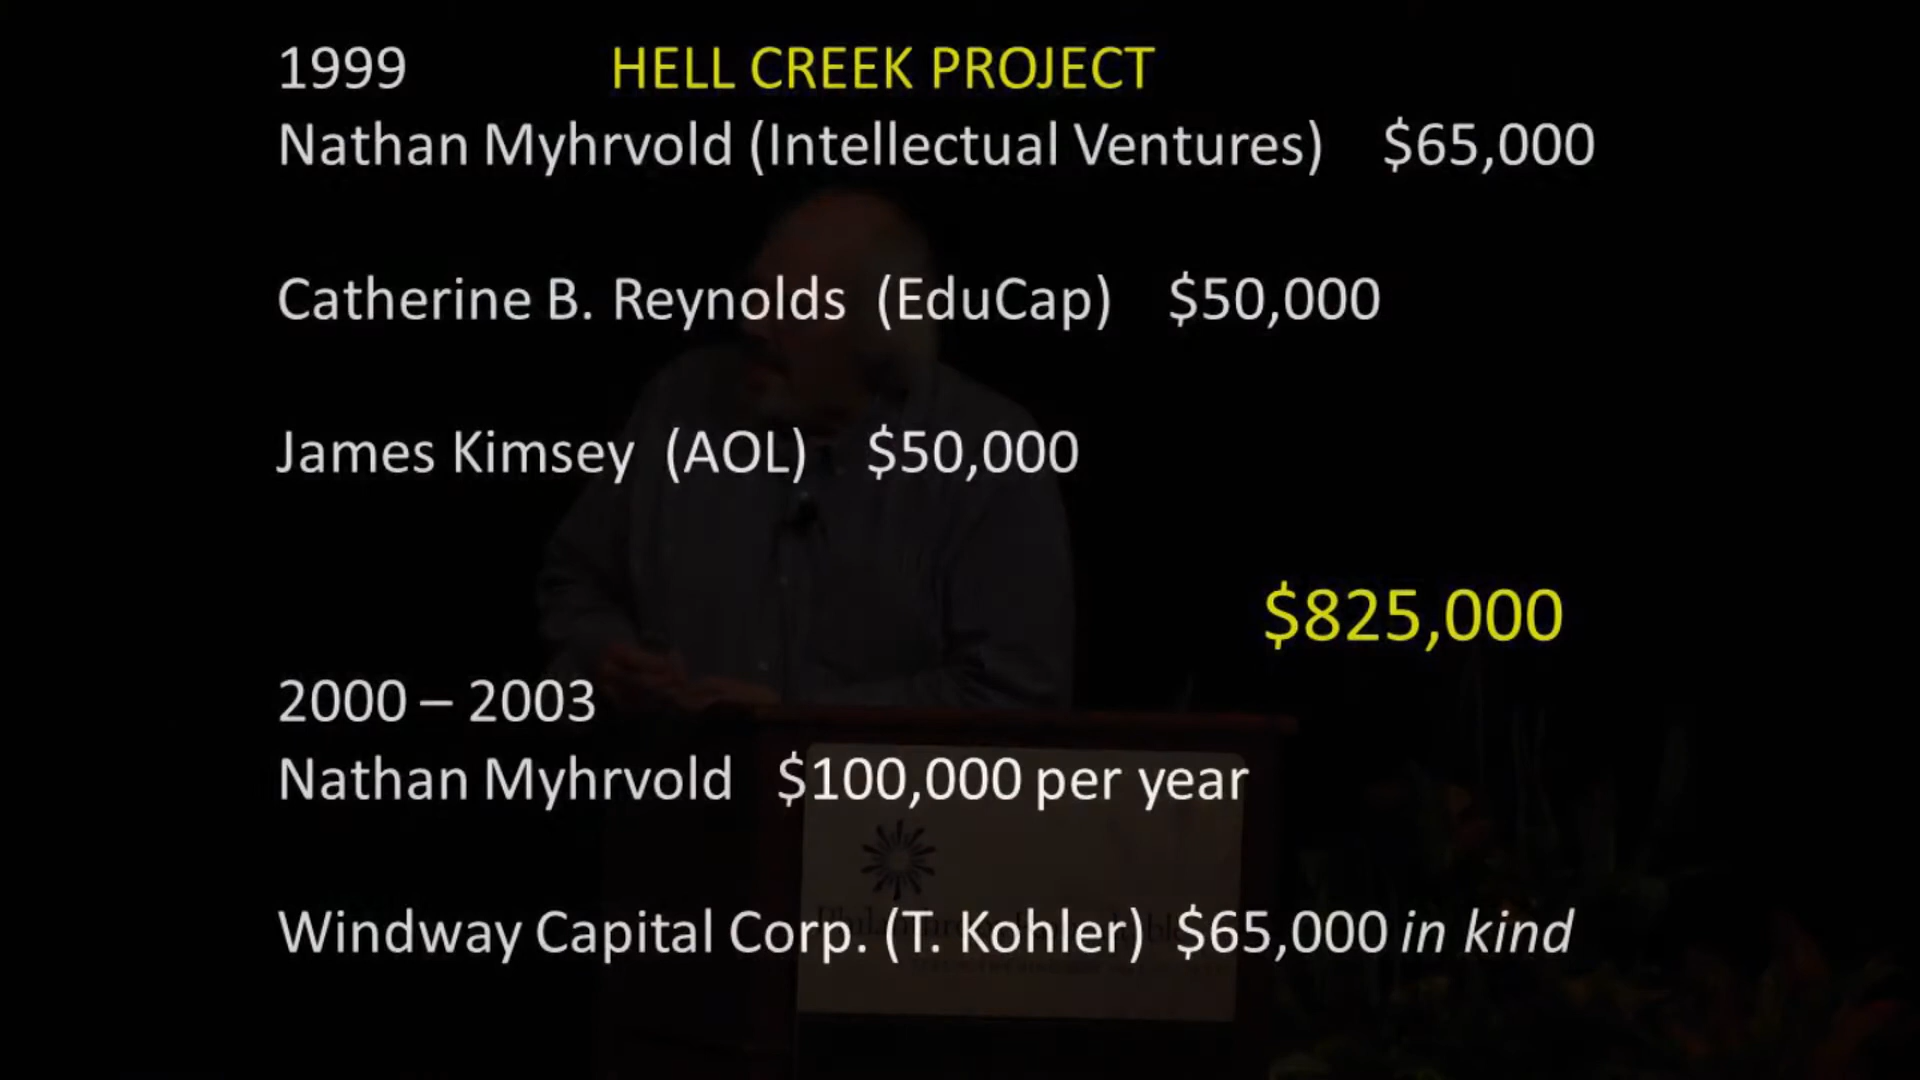 1999 HELL CREEK PROJECT
Nathan Myhrvold (Intellectual Ventures) $65,000
Catherine B. Reynolds (EduCap) $50,000
James Kimsey (AOL) $50,000
$825,000
2000 – 2003
Nathan Myhrvold $100,000 per year
Windway Capital Corp. (T. Kohler) $65,000 in kind